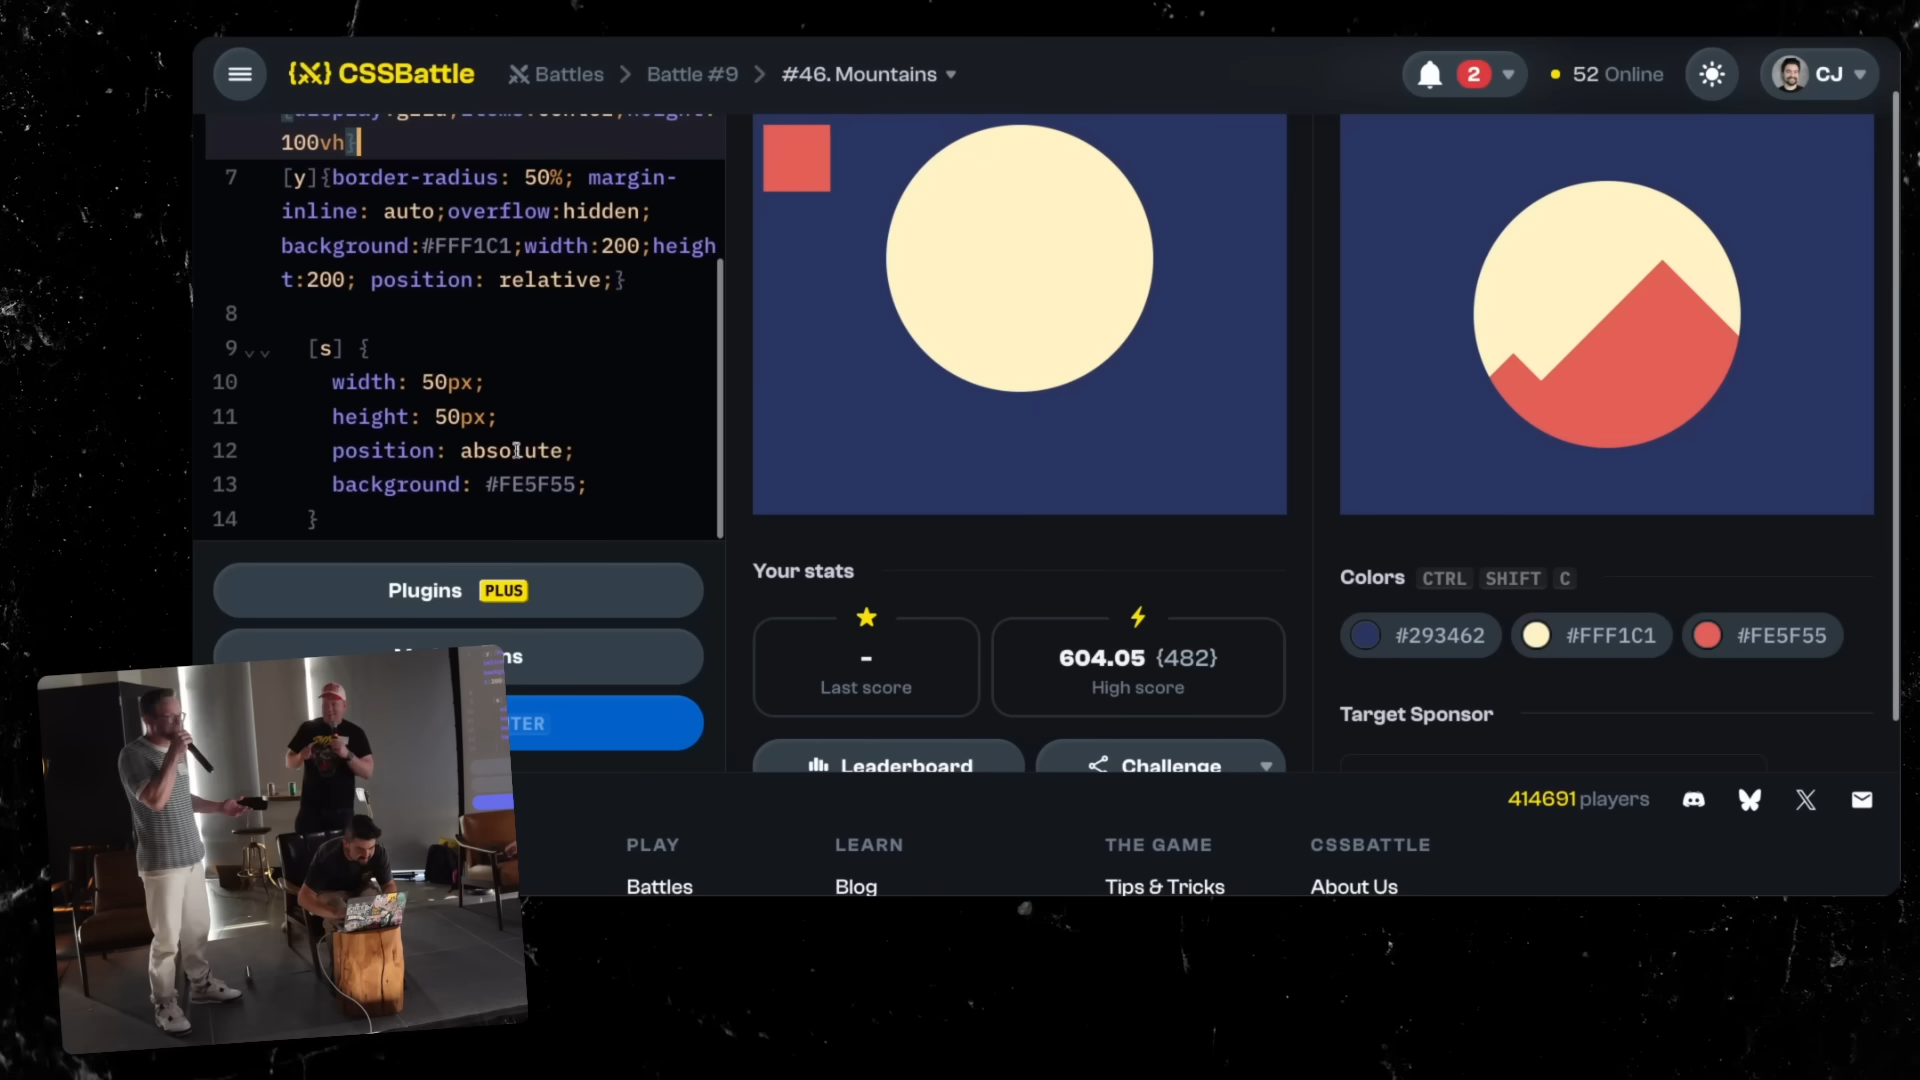 {X} CSSBattle
Battles
Battle #9
#46. Mountains
2
52 Online
CJ
100vh}
7 [y]{border-radius: 50%; margin-
inline: auto;overflow:hidden;
background:#FFF1C1;width:200;heigh
t:200; position: relative;}
8
9 [s] {
10 width: 50px;
11 height: 50px;
12 position: absolute;
13 background: #FE5F55;
14 }
Plugins PLUS
ns
TER
Your stats
-
Last score
604.05 {482}
High score
Leaderboard
Challenge
Colors CTRL SHIFT C
#293462
#FFF1C1
#FE5F55
Target Sponsor
414691 players
PLAY
Battles
LEARN
Blog
THE GAME
Tips & Tricks
CSSBATTLE
About Us